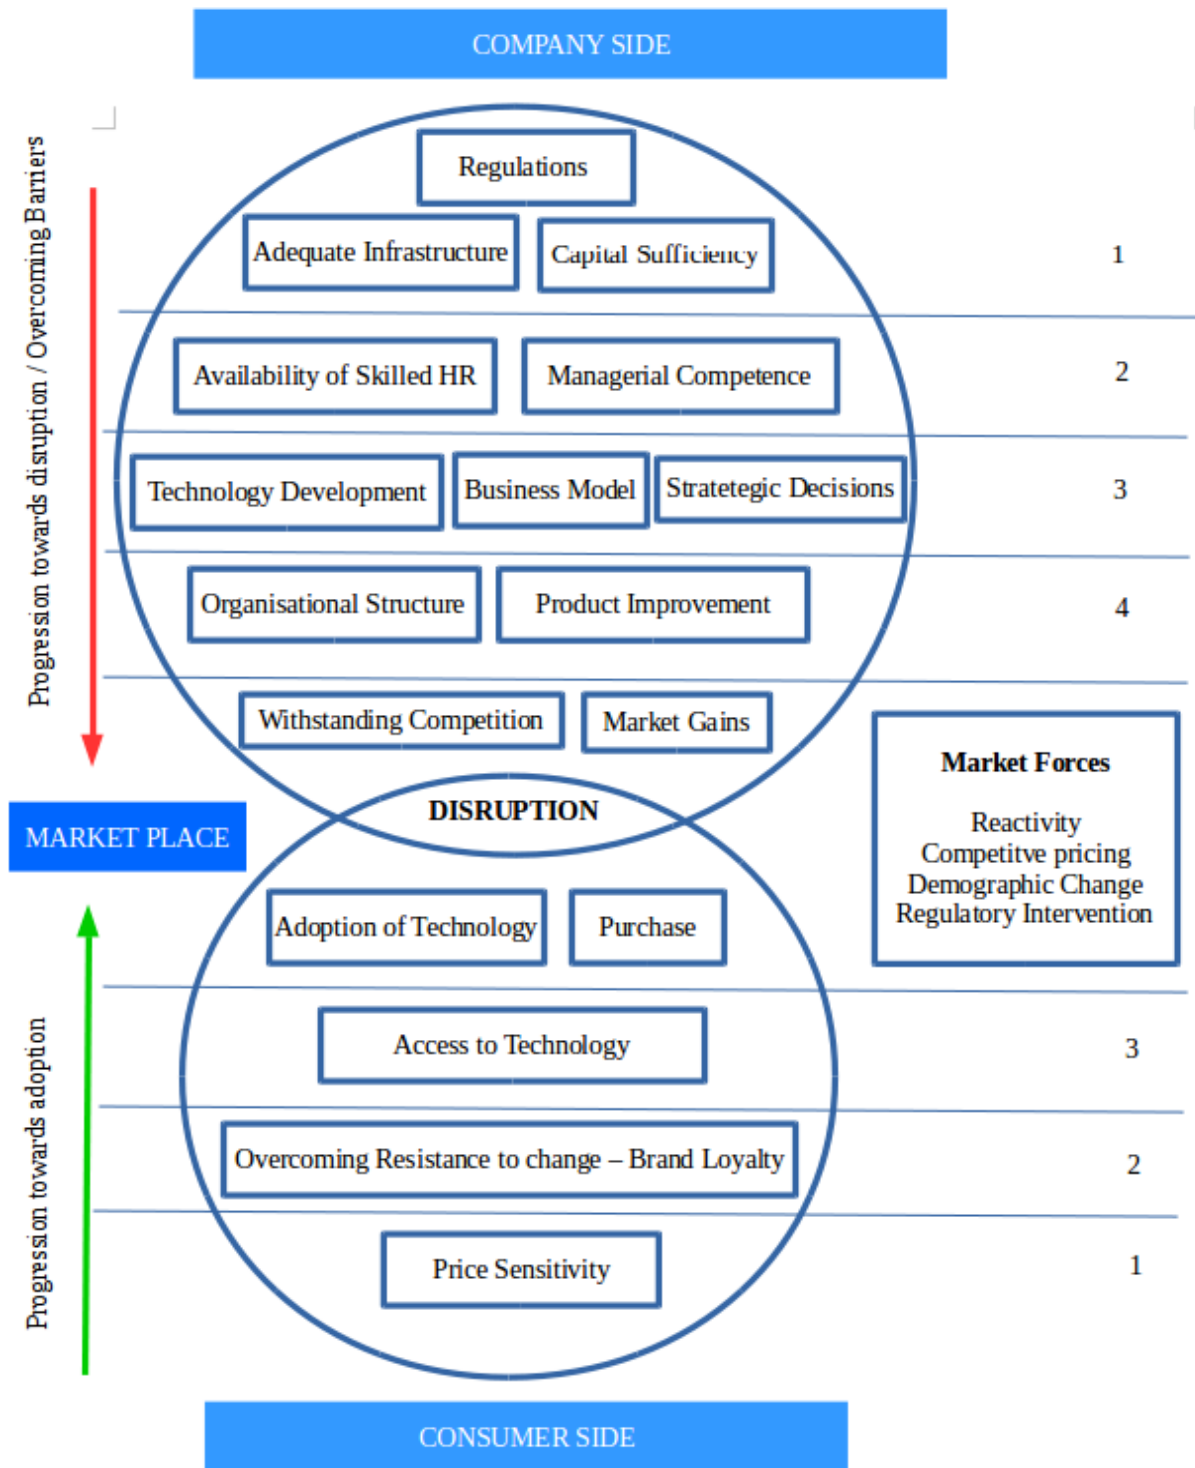 COMPANY SIDE
Progression towards disruption / Overcoming Barriers
Regulations
Adequate Infrastructure
Capital Sufficiency
1
Availability of Skilled HR
Managerial Competence
2
Technology Development
Business Model
Stratetegic Decisions
3
Organisational Structure
Product Improvement
4
Withstanding Competition
Market Gains
DISRUPTION
MARKET PLACE
Market Forces
Reactivity
Competitve pricing
Demographic Change
Regulatory Intervention
Progression towards adoption
Adoption of Technology
Purchase
Access to Technology
3
Overcoming Resistance to change – Brand Loyalty
2
Price Sensitivity
1
CONSUMER SIDE